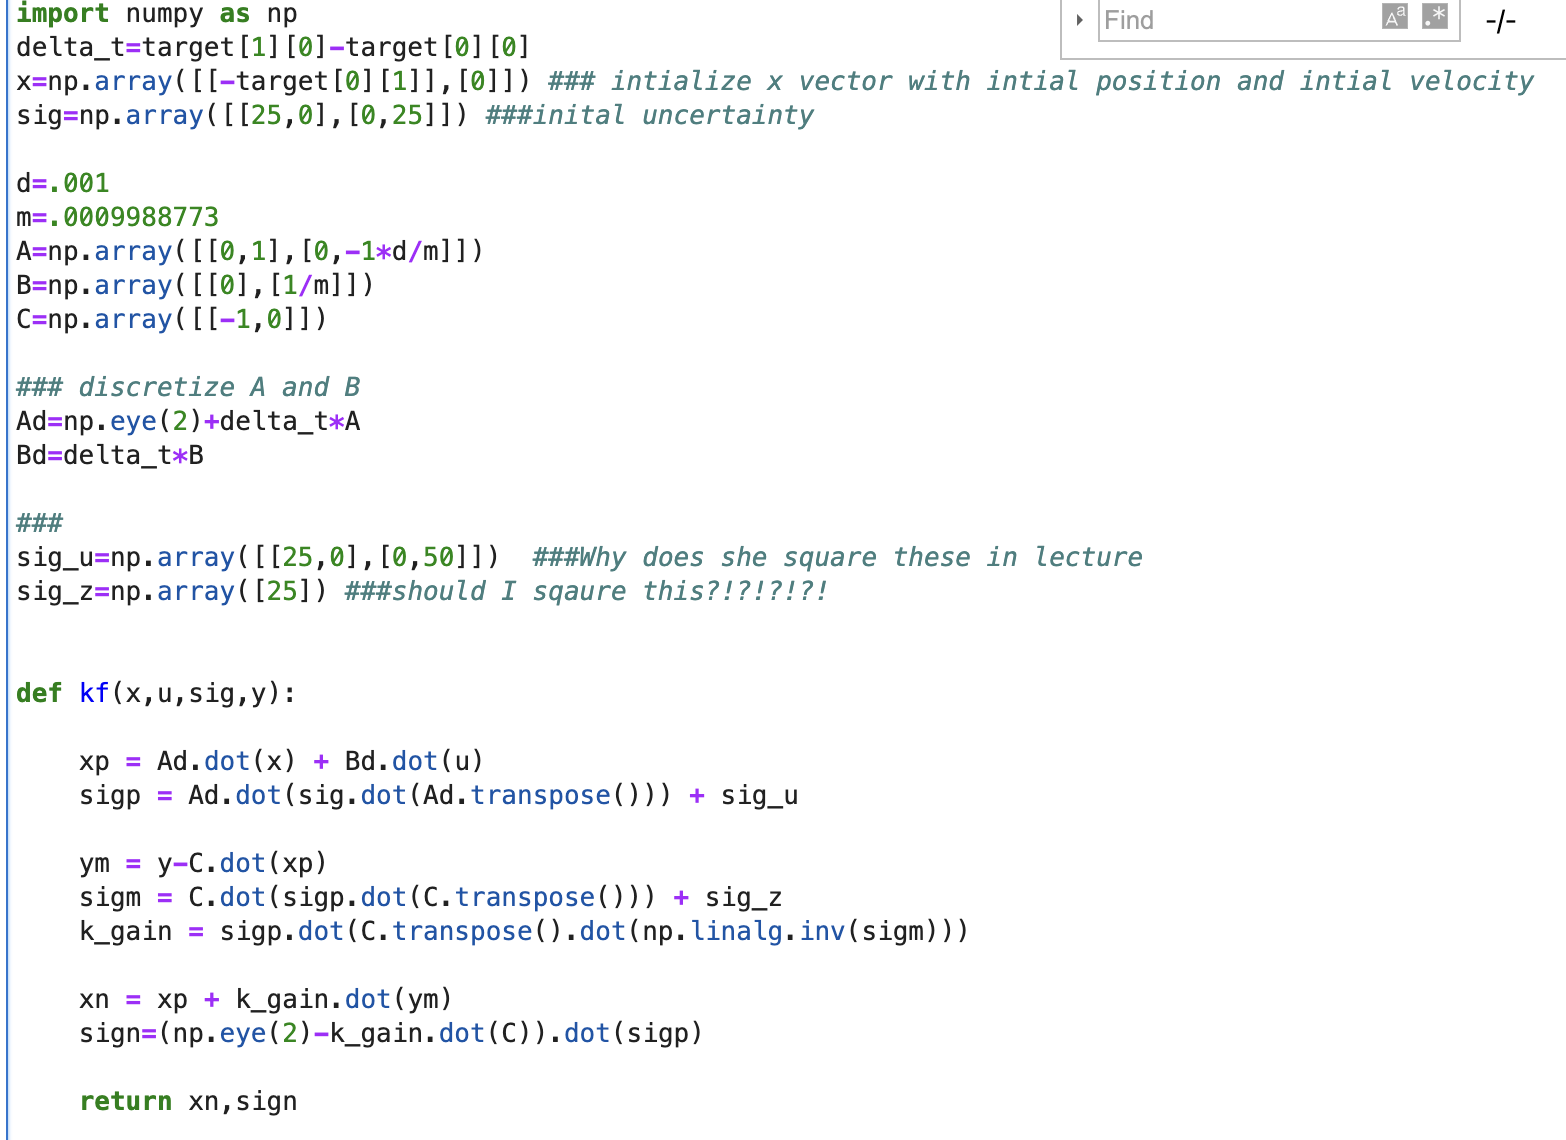 import numpy as np
delta_t=target[1][0]-target[0][0]
x=np.array([[-target[0][1]],[0]]) ### intialize x vector with intial position and intial velocity
sig=np.array([[25,0],[0,25]]) ###inital uncertainty
d=.001
m=.0009988773
A=np.array([[0,1],[0,-1*d/m]])
B=np.array([[0],[1/m]])
C=np.array([[-1,0]])
### discretize A and B
Ad=np.eye(2)+delta_t*A
Bd=delta_t*B
###
sig_u=np.array([[25,0],[0,50]])  ###Why does she square these in lecture
sig_z=np.array([25]) ###should I sqaure this?!?!?!?!
def kf(x,u,sig,y):
    xp = Ad.dot(x) + Bd.dot(u)
    sigp = Ad.dot(sig.dot(Ad.transpose())) + sig_u
    ym = y-C.dot(xp)
    sigm = C.dot(sigp.dot(C.transpose())) + sig_z
    k_gain = sigp.dot(C.transpose().dot(np.linalg.inv(sigm)))
    xn = xp + k_gain.dot(ym)
    sign=(np.eye(2)-k_gain.dot(C)).dot(sigp)
    return xn,sign
Find
Aa
.*
-/-